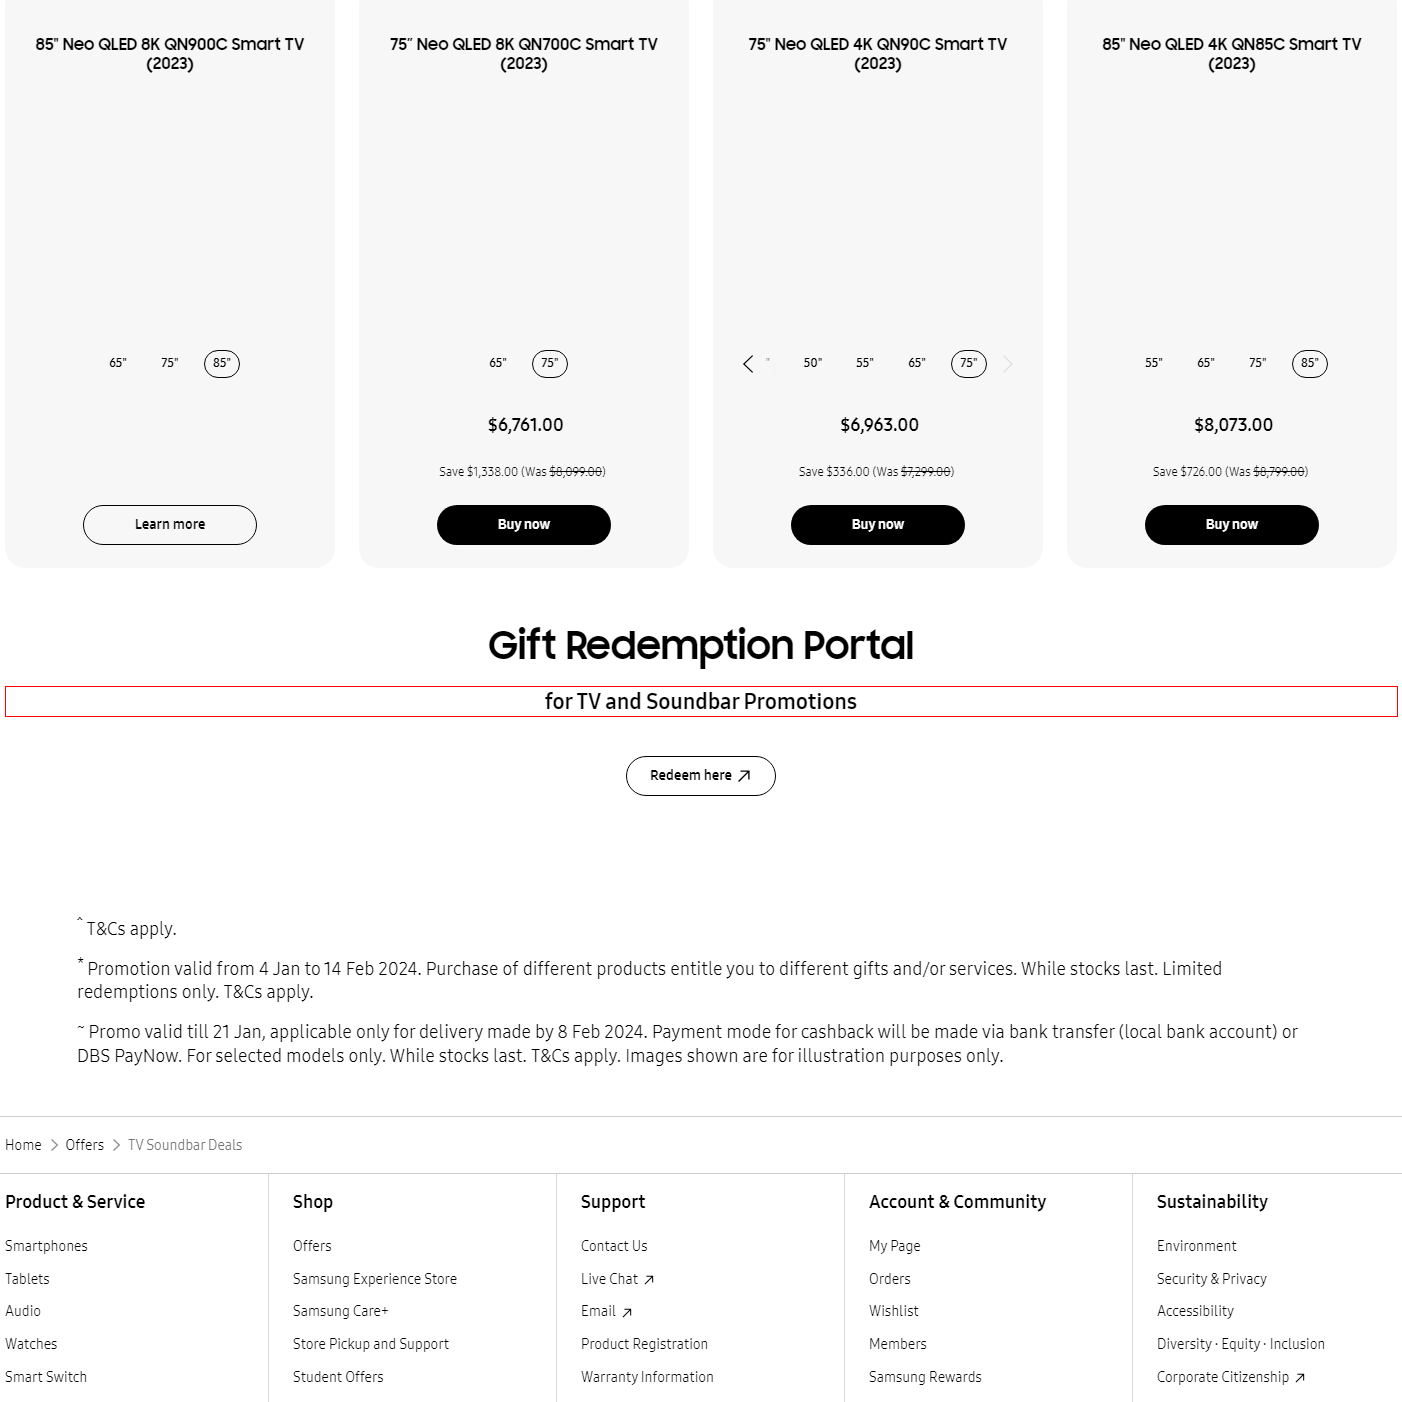 85" Neo QLED 8K QN900C Smart TV
(2023)
75″ Neo QLED 8K QN700C Smart TV
(2023)
75" Neo QLED 4K QN90C Smart TV
(2023)
85" Neo QLED 4K QN85C Smart TV
(2023)
65" 75" 85"
65" 75"
" 50" 55" 65" 75"
55" 65" 75" 85"
$6,761.00
$6,963.00
$8,073.00
Save $1,338.00 (Was $8,099.00)
Save $336.00 (Was $7,299.00)
Save $726.00 (Was $8,799.00)
Learn more
Buy now
Buy now
Buy now
Gift Redemption Portal
for TV and Soundbar Promotions
Redeem here
^ T&Cs apply.
* Promotion valid from 4 Jan to 14 Feb 2024. Purchase of different products entitle you to different gifts and/or services. While stocks last. Limited
redemptions only. T&Cs apply.
~ Promo valid till 21 Jan, applicable only for delivery made by 8 Feb 2024. Payment mode for cashback will be made via bank transfer (local bank account) or
DBS PayNow. For selected models only. While stocks last. T&Cs apply. Images shown are for illustration purposes only.
Home Offers TV Soundbar Deals
Product & Service
Smartphones
Tablets
Audio
Watches
Smart Switch
Shop
Offers
Samsung Experience Store
Samsung Care+
Store Pickup and Support
Student Offers
Support
Contact Us
Live Chat
Email
Product Registration
Warranty Information
Account & Community
My Page
Orders
Wishlist
Members
Samsung Rewards
Sustainability
Environment
Security & Privacy
Accessibility
Diversity · Equity · Inclusion
Corporate Citizenship